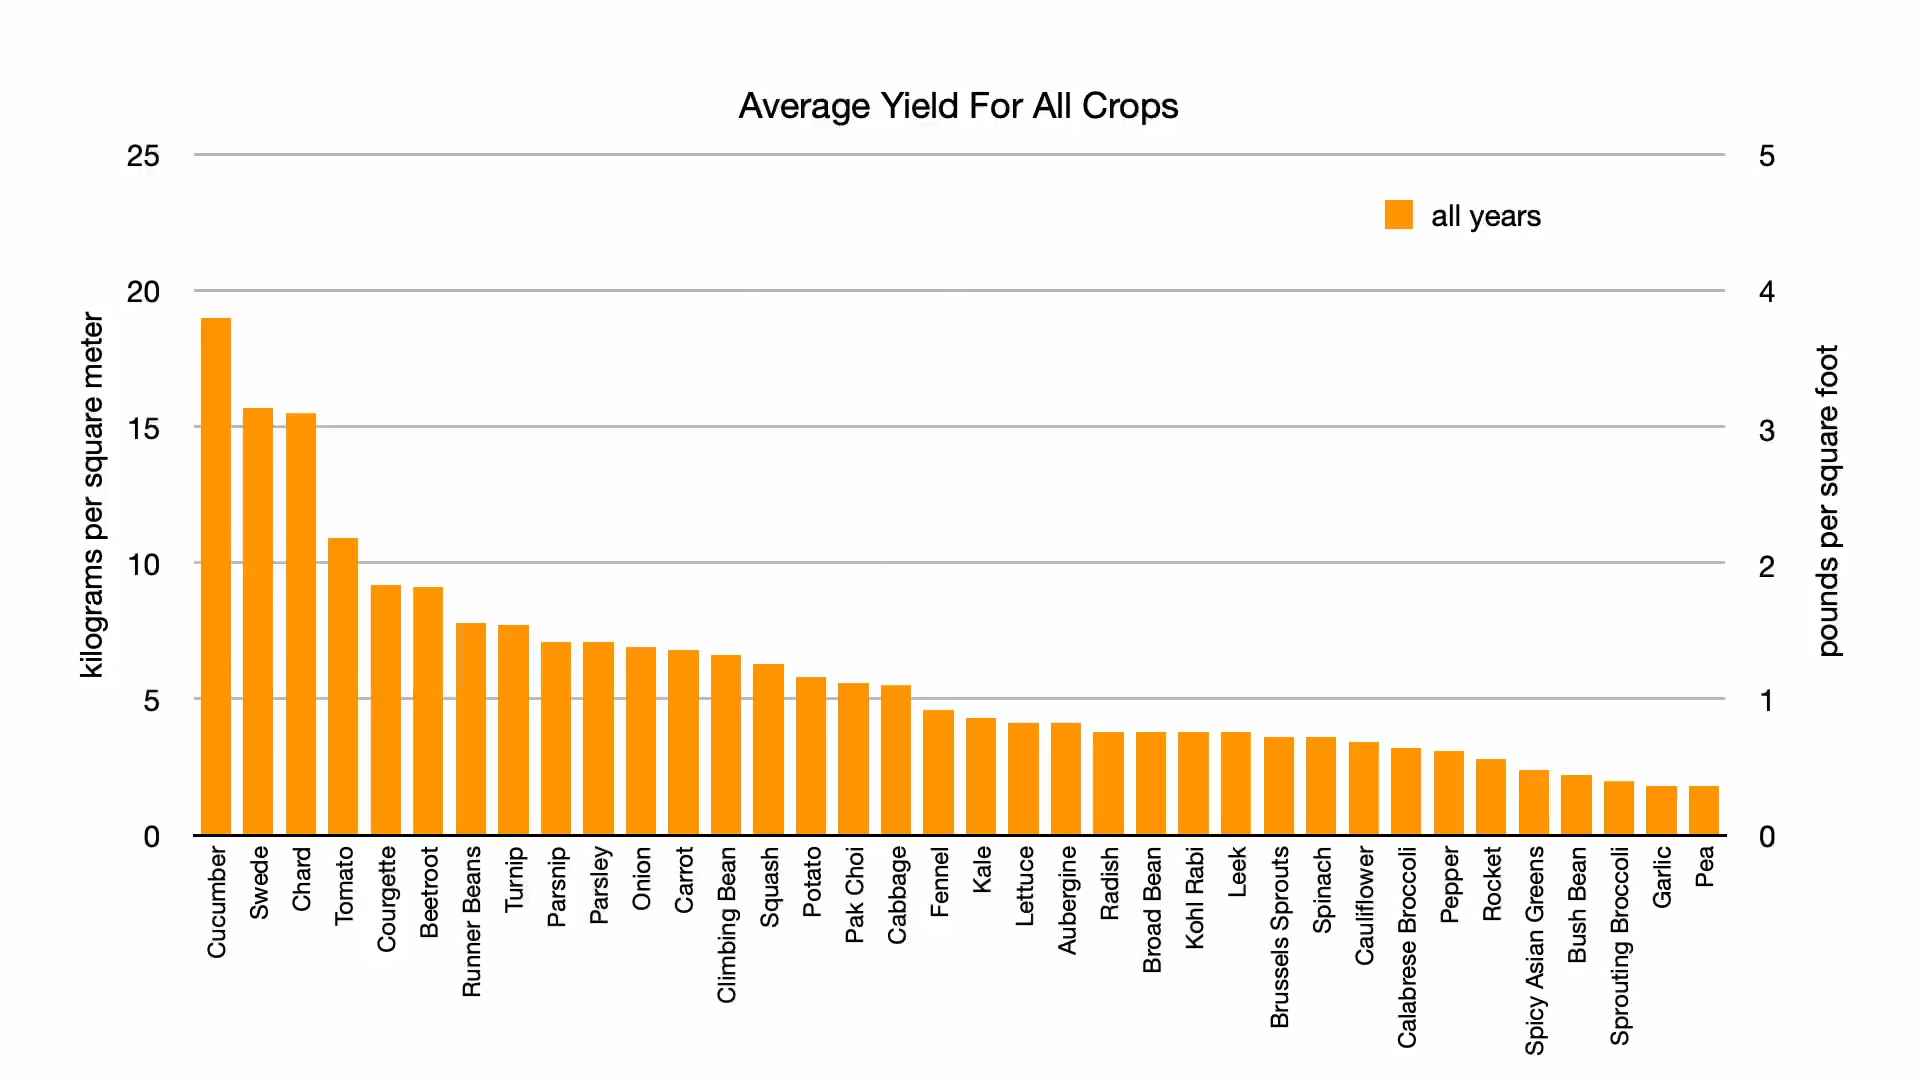 Average Yield For All Crops
25
20
15
10
5
0
kilograms per square meter
all years
5
4
3
2
1
0
pounds per square foot
Cucumber
Swede
Chard
Tomato
Courgette
Beetroot
Runner Beans
Turnip
Parsnip
Parsley
Onion
Carrot
Climbing Bean
Squash
Potato
Pak Choi
Cabbage
Fennel
Kale
Lettuce
Aubergine
Radish
Broad Bean
Kohl Rabi
Leek
Brussels Sprouts
Spinach
Cauliflower
Calabrese Broccoli
Pepper
Rocket
Spicy Asian Greens
Bush Bean
Sprouting Broccoli
Garlic
Pea